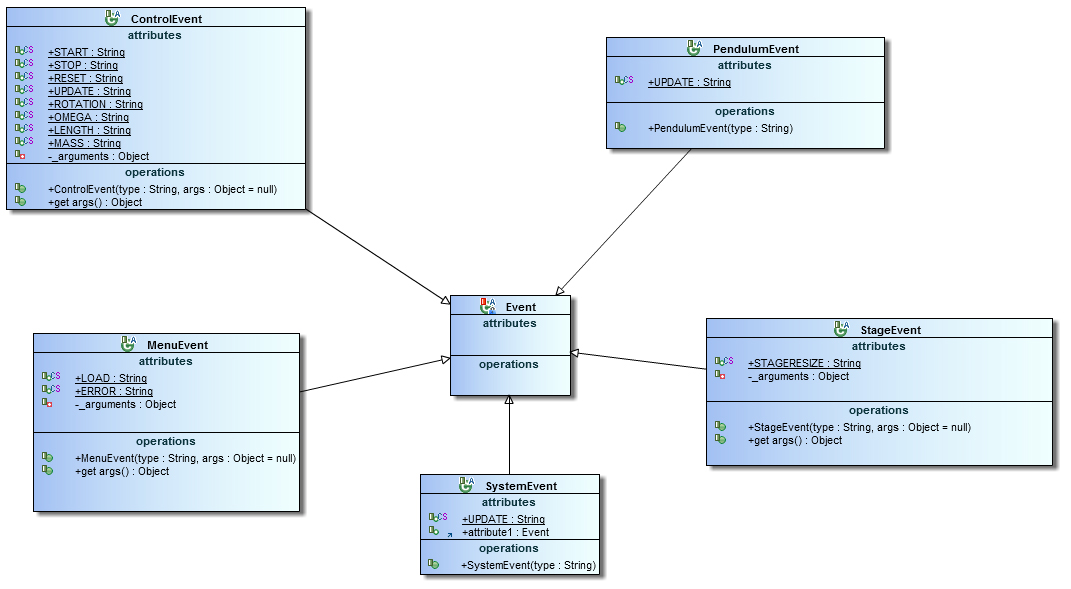 ControlEvent
attributes
+START : String
+STOP : String
+RESET : String
+UPDATE : String
+ROTATION : String
+OMEGA : String
+LENGTH : String
+MASS : String
-_arguments : Object
operations
+ControlEvent(type : String, args : Object = null)
+get args() : Object
PendulumEvent
attributes
+UPDATE : String
operations
+PendulumEvent(type : String)
Event
attributes
operations
MenuEvent
attributes
+LOAD : String
+ERROR : String
-_arguments : Object
operations
+MenuEvent(type : String, args : Object = null)
+get args() : Object
StageEvent
attributes
+STAGERESIZE : String
-_arguments : Object
operations
+StageEvent(type : String, args : Object = null)
+get args() : Object
SystemEvent
attributes
+UPDATE : String
+attribute1 : Event
operations
+SystemEvent(type : String)